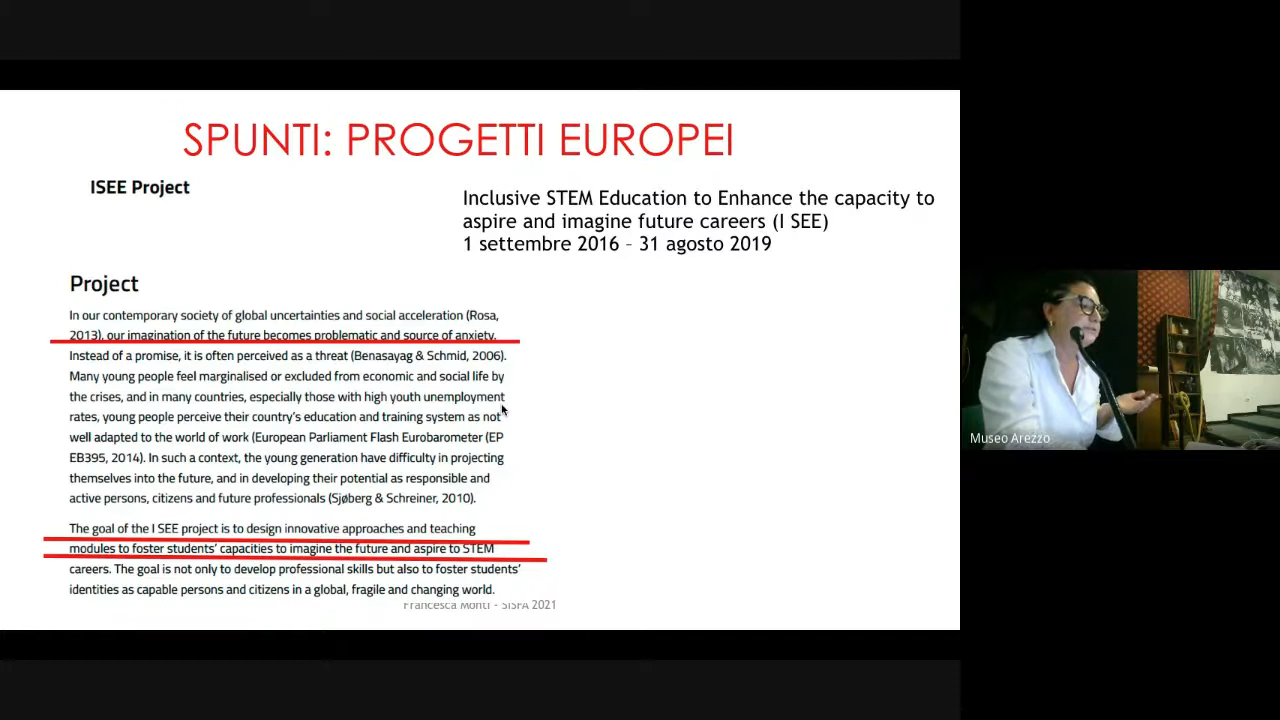 SPUNTI: PROGETTI EUROPEI
ISEE Project
Inclusive STEM Education to Enhance the capacity to
aspire and imagine future careers (I SEE)
1 settembre 2016 – 31 agosto 2019
Project
In our contemporary society of global uncertainties and social acceleration (Rosa,
2013), our imagination of the future becomes problematic and source of anxiety.
Instead of a promise, it is often perceived as a threat (Benasayag & Schmid, 2006).
Many young people feel marginalised or excluded from economic and social life by
the crises, and in many countries, especially those with high youth unemployment
rates, young people perceive their country's education and training system as not
well adapted to the world of work (European Parliament Flash Eurobarometer (EP
EB395, 2014). In such a context, the young generation have difficulty in projecting
themselves into the future, and in developing their potential as responsible and
active persons, citizens and future professionals (Sjøberg & Schreiner, 2010).
The goal of the I SEE project is to design innovative approaches and teaching
modules to foster students' capacities to imagine the future and aspire to STEM
careers. The goal is not only to develop professional skills but also to foster students'
identities as capable persons and citizens in a global, fragile and changing world.
Francesca Monti - SISFA 2021
Museo Arezzo